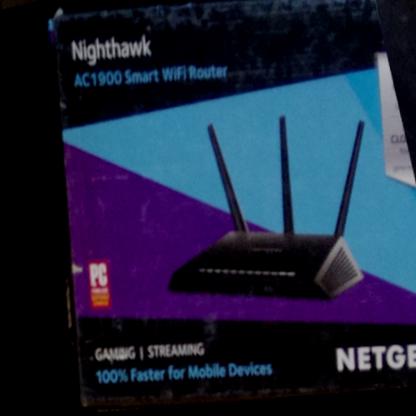 Nighthawk
AC1900 Smart WiFi Router
PC
GAMING | STREAMING
100% Faster for Mobile Devices
NETGE